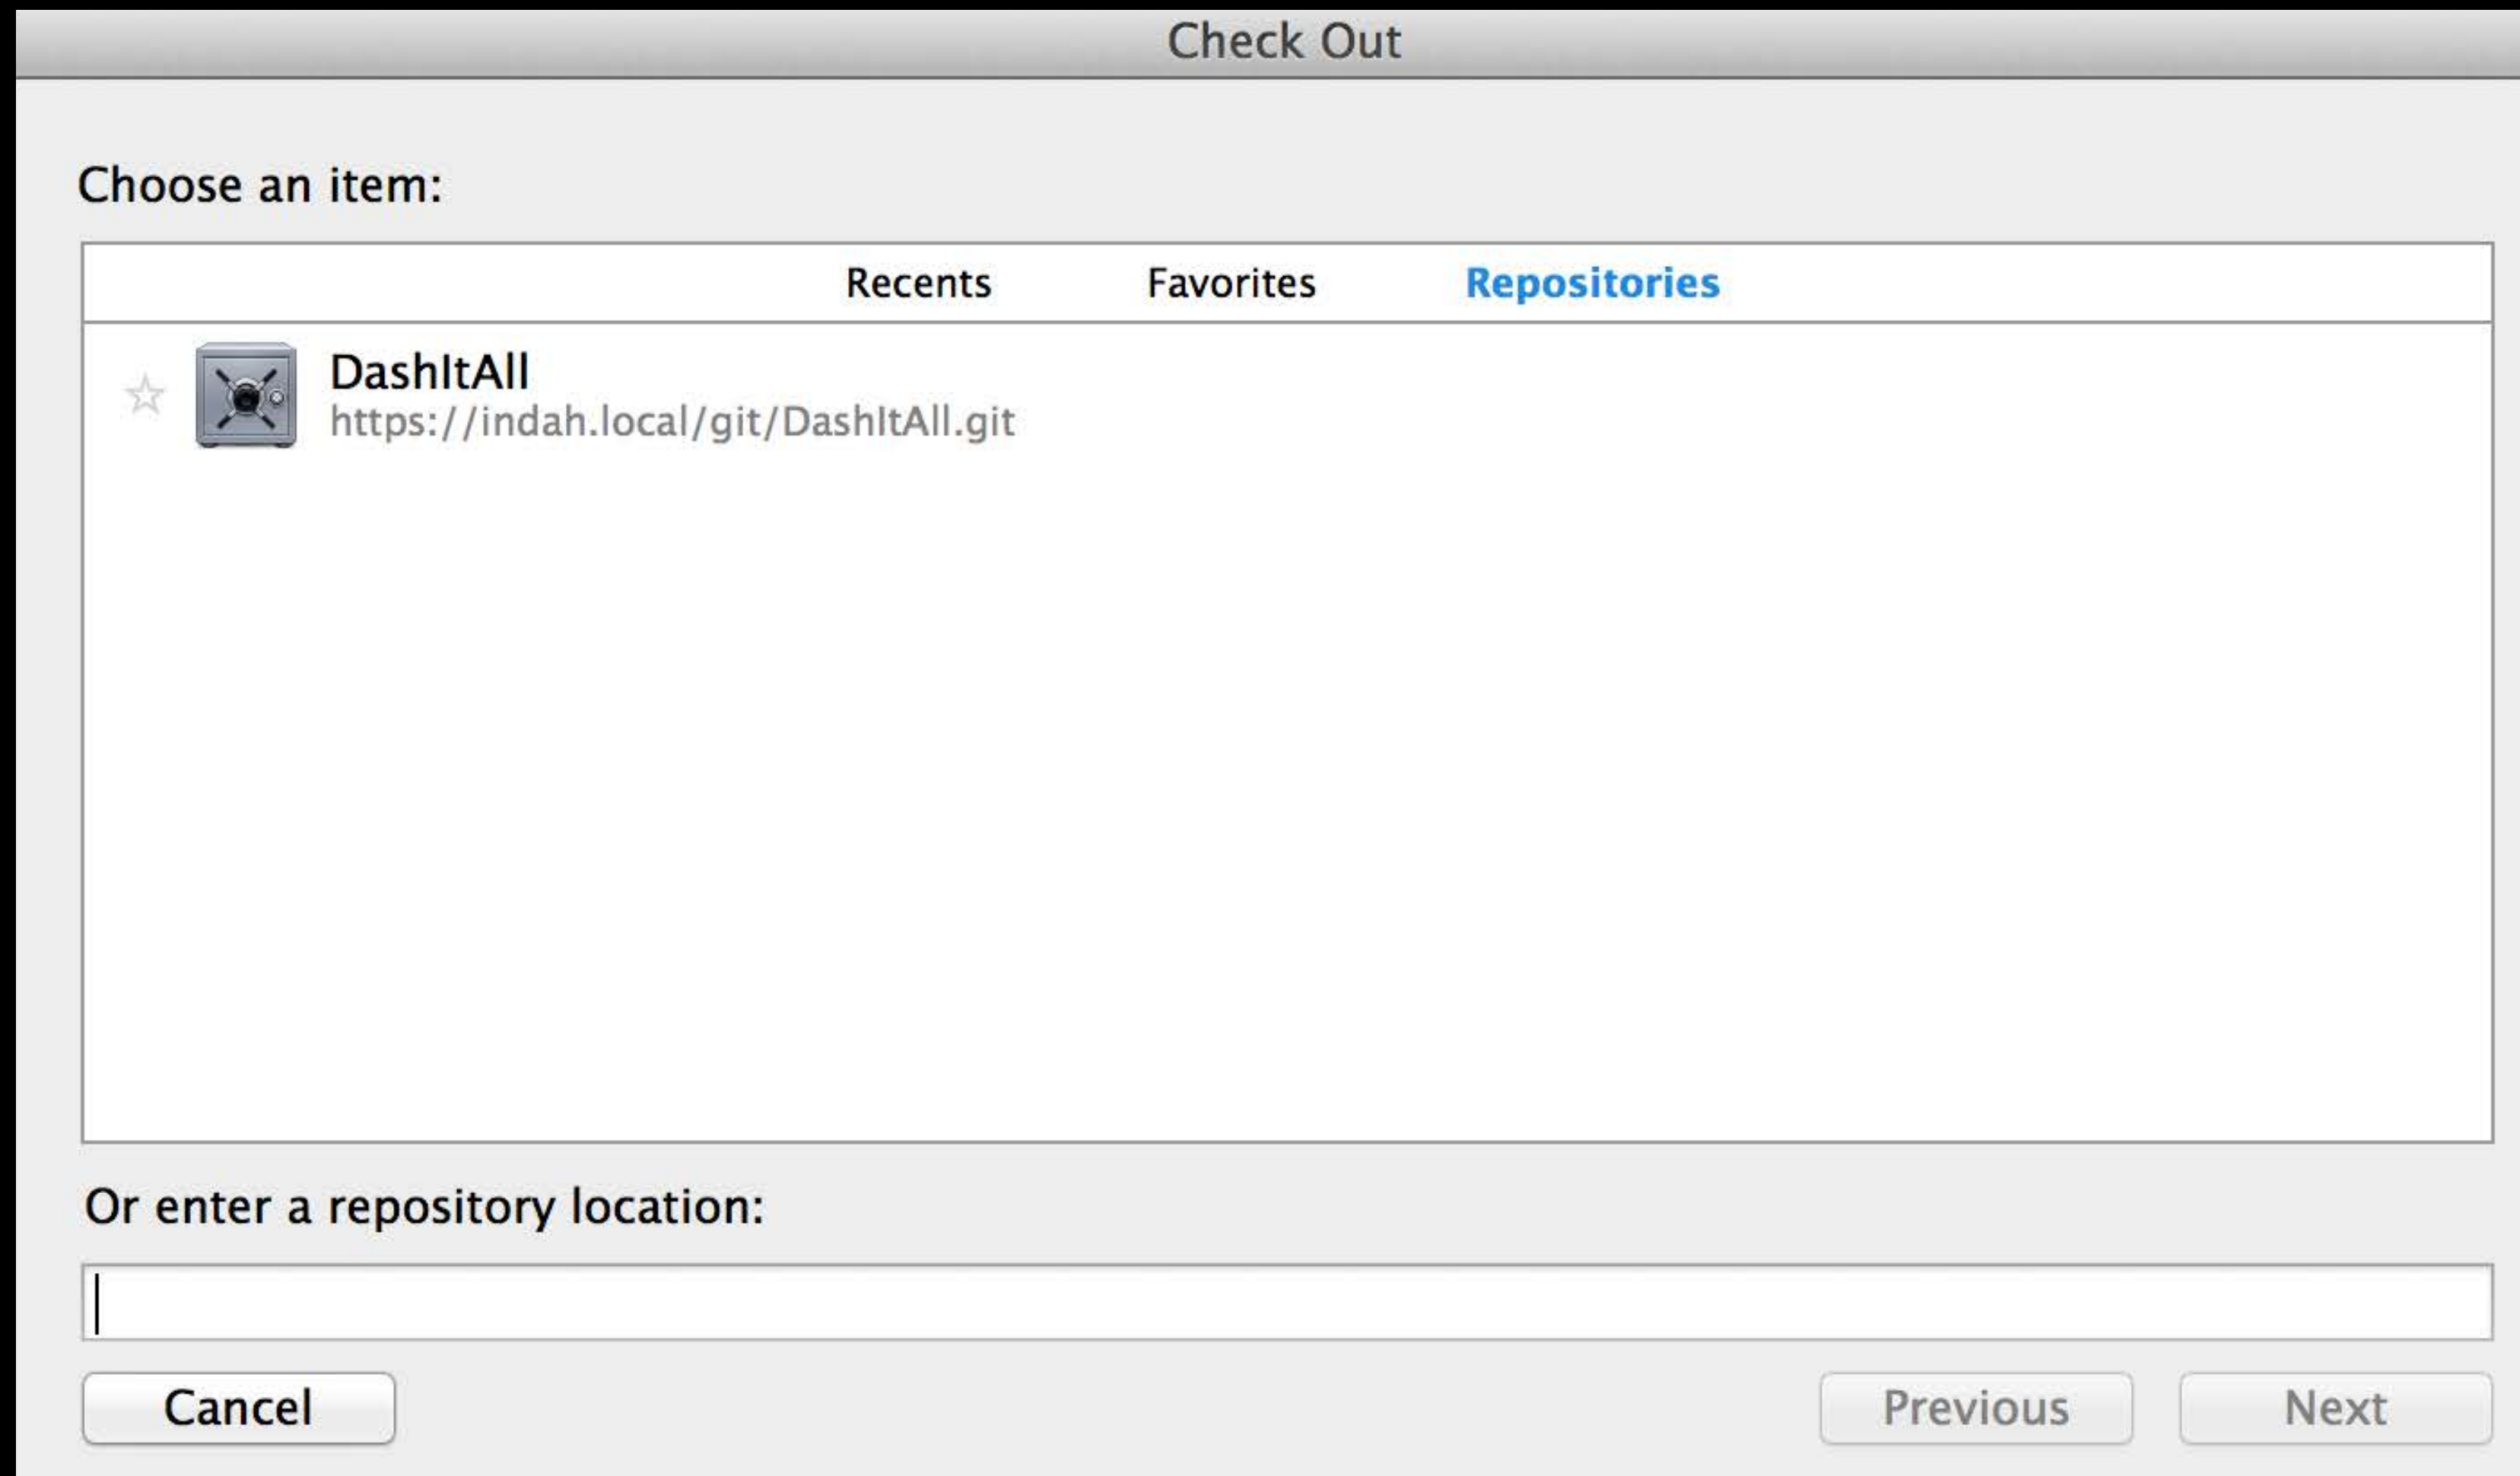 Check Out
Choose an item:
Recents Favorites Repositories
DashItAll
https://indah.local/git/DashItAll.git
Or enter a repository location:
Cancel Previous Next